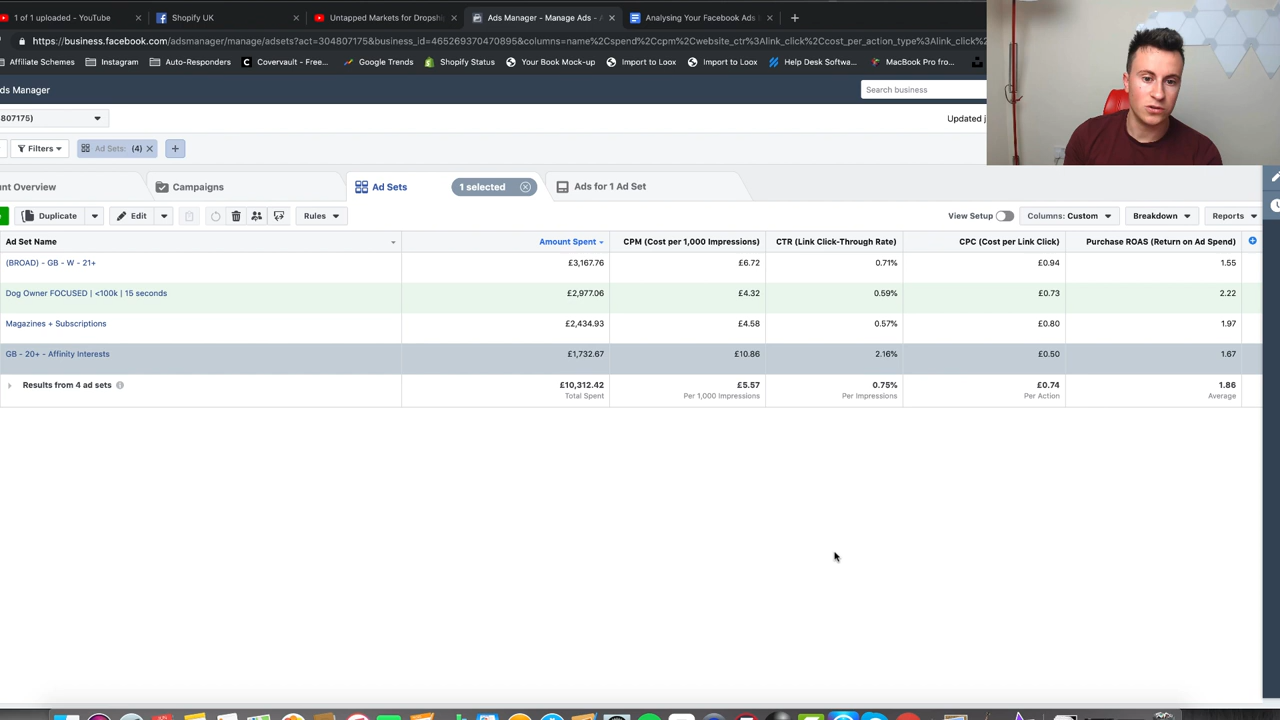 1 of 1 uploaded - YouTube × Shopify UK × Untapped Markets for Dropshi × Ads Manager - Manage Ads - × Analysing Your Facebook Ads × +
https://business.facebook.com/adsmanager/manage/adsets?act=304807175&business_id=465269370470895&columns=name%2Cspend%2Ccpm%2Cwebsite_ctr%3Alink_click%2Ccost_per_action_type%3Alink_click%
Affiliate Schemes Instagram Auto-Responders Covervault - Free... Google Trends Shopify Status Your Book Mock-up Import to Loox Import to Loox Help Desk Softwa... MacBook Pro fro...
ds Manager Search business
807175) Updated j
Filters Ad Sets: (4) × +
nt Overview Campaigns Ad Sets 1 selected Ads for 1 Ad Set
Duplicate Edit Rules View Setup Columns: Custom Breakdown Reports
Ad Set Name Amount Spent CPM (Cost per 1,000 Impressions) CTR (Link Click-Through Rate) CPC (Cost per Link Click) Purchase ROAS (Return on Ad Spend)
(BROAD) - GB - W - 21+ £3,167.76 £6.72 0.71% £0.94 1.55
Dog Owner FOCUSED | <100k | 15 seconds £2,977.06 £4.32 0.59% £0.73 2.22
Magazines + Subscriptions £2,434.93 £4.58 0.57% £0.80 1.97
GB - 20+ - Affinity Interests £1,732.67 £10.86 2.16% £0.50 1.67
Results from 4 ad sets £10,312.42 £5.57 0.75% £0.74 1.86
Total Spent Per 1,000 Impressions Per Impressions Per Action Average